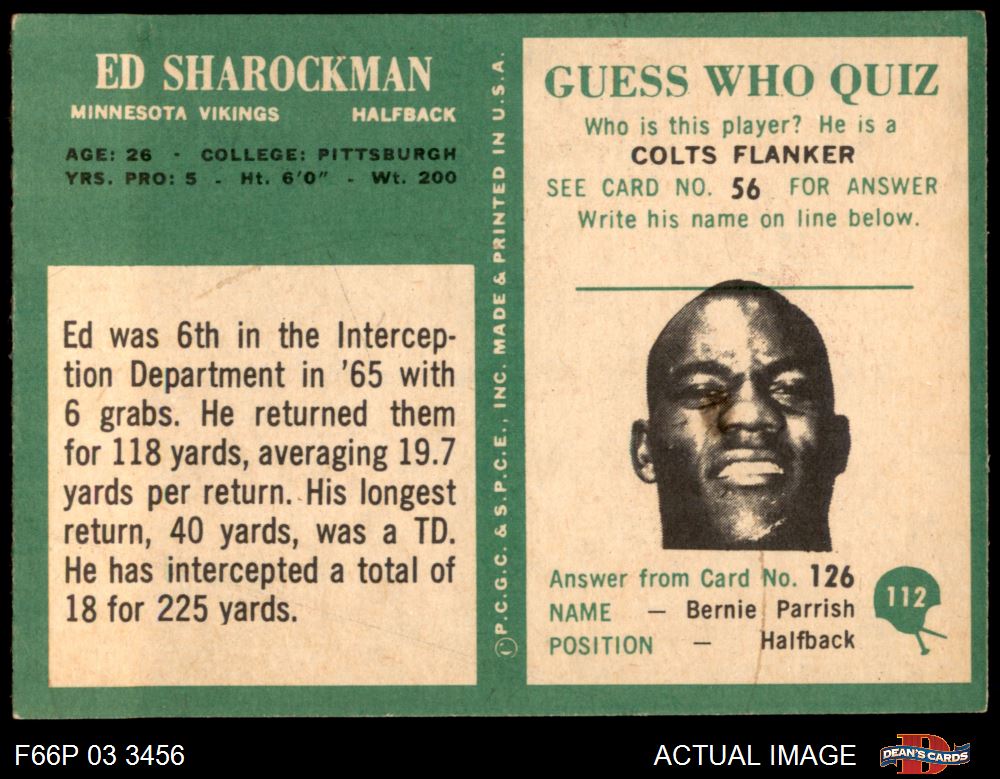 ED SHAROCKMAN
MINNESOTA VIKINGS HALFBACK
AGE: 26 - COLLEGE: PITTSBURGH
YRS. PRO: 5 - Ht. 6'0" - Wt. 200
Ed was 6th in the Intercep-
tion Department in '65 with
6 grabs. He returned them
for 118 yards, averaging 19.7
yards per return. His longest
return, 40 yards, was a TD.
He has intercepted a total of
18 for 225 yards.
© P.C.G.C. & S.P.C.E., INC. MADE & PRINTED IN U.S.A.
GUESS WHO QUIZ
Who is this player? He is a
COLTS FLANKER
SEE CARD NO. 56 FOR ANSWER
Write his name on line below.
Answer from Card No. 126
NAME — Bernie Parrish
POSITION — Halfback
112
F66P 03 3456
ACTUAL IMAGE
DEAN'S CARDS